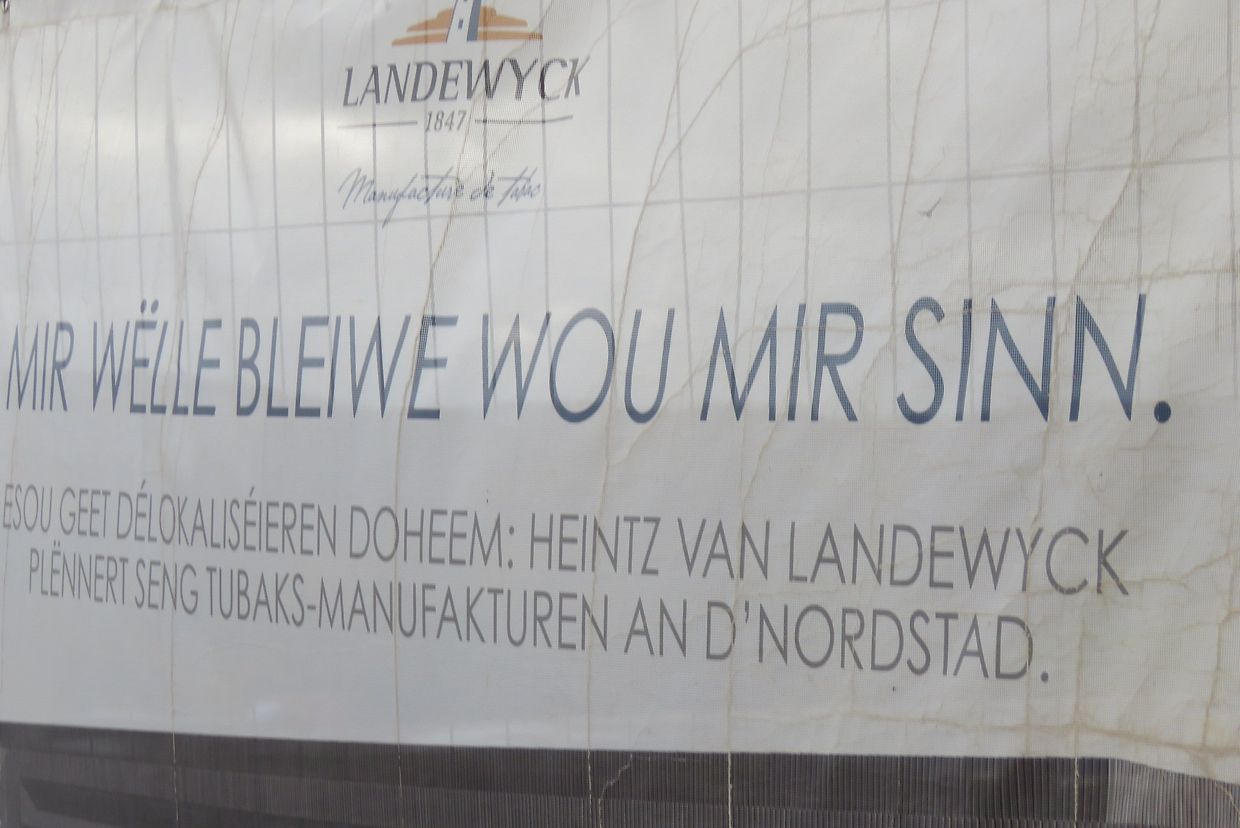 LANDEWYCK
1847
Manufacture de tabac
MIR WËLLE BLEIWE WOU MIR SINN.
ESOU GEET DÉLOKALISÉIEREN DOHEEM: HEINTZ VAN LANDEWYCK
PLËNNERT SENG TUBAKS-MANUFAKTUREN AN D’NORDSTAD.